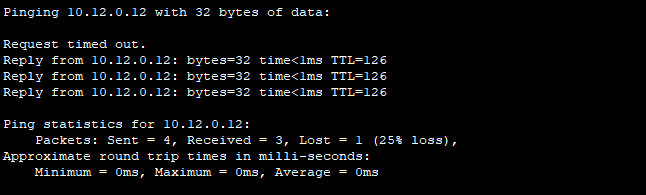 Pinging 10.12.0.12 with 32 bytes of data:
Request timed out.
Reply from 10.12.0.12: bytes=32 time<1ms TTL=126
Reply from 10.12.0.12: bytes=32 time<1ms TTL=126
Reply from 10.12.0.12: bytes=32 time<1ms TTL=126
Ping statistics for 10.12.0.12:
Packets: Sent = 4, Received = 3, Lost = 1 (25% loss),
Approximate round trip times in milli-seconds:
Minimum = 0ms, Maximum = 0ms, Average = 0ms